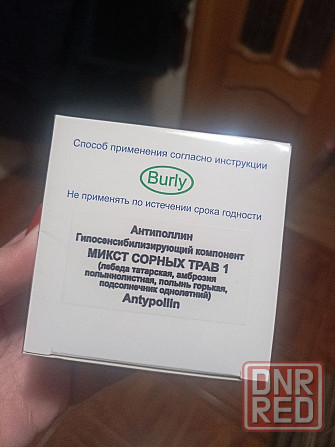 Способ применения согласно инструкции
Burly
Не применять по истечении срока годности
Антиполлин
Гипосенсибилизирующий компонент
МИКСТ СОРНЫХ ТРАВ 1
(лебеда татарская, амброзия
полыннолистная, полынь горькая,
подсолнечник однолетний)
Antypollin
DNR
RED